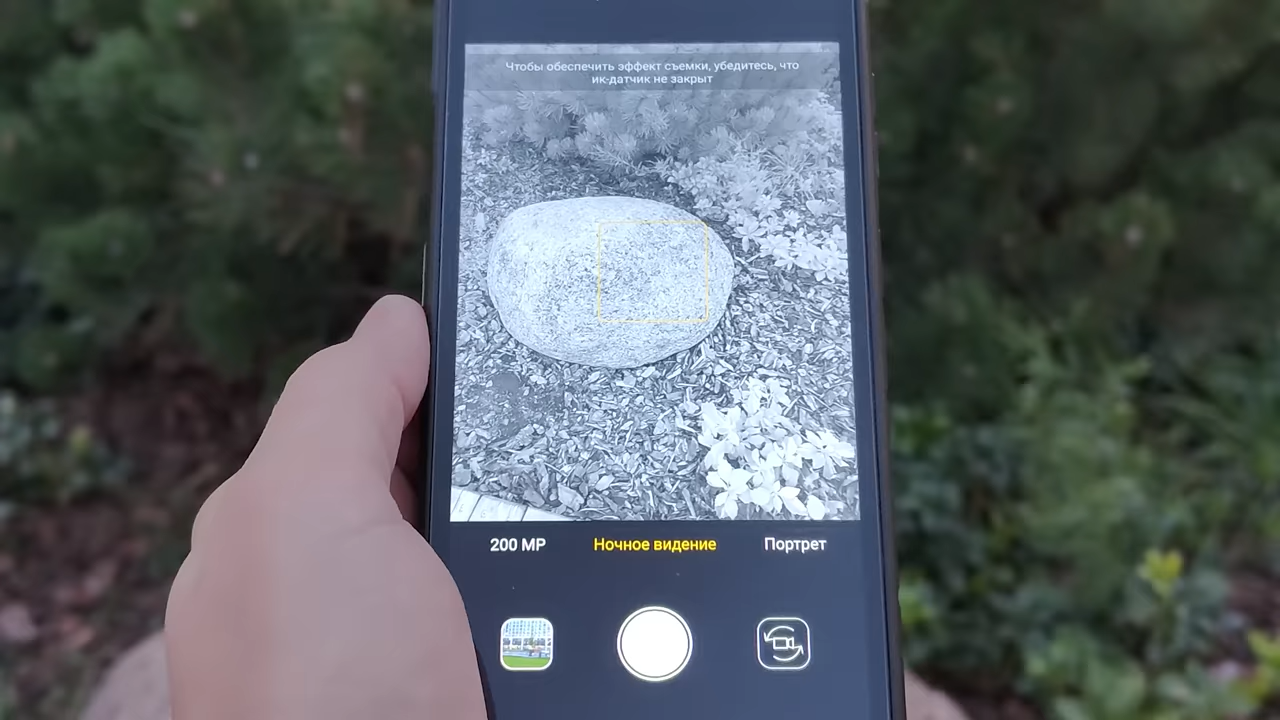 Чтобы обеспечить эффект съемки, убедитесь, что
ик-датчик не закрыт
200 MP Ночное видение Портрет